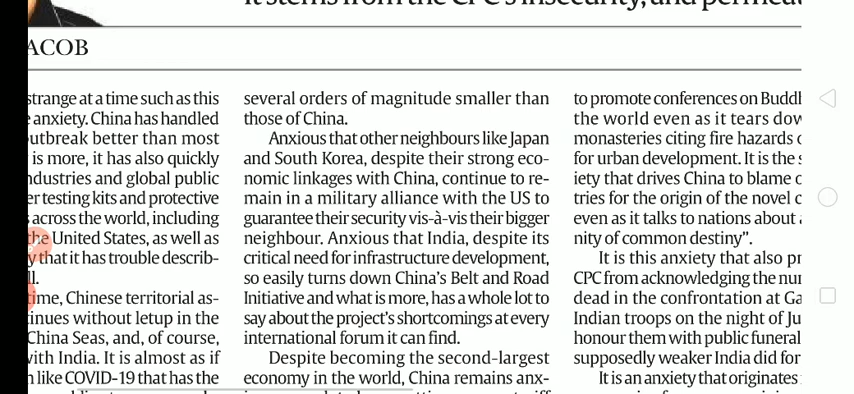 It stems from the CPC's insecurity, and
ACOB
strange at a time such as this
anxiety. China has handled
outbreak better than most
is more, it has also quickly
industries and global public
testing kits and protective
across the world, including
the United States, as well as
that it has trouble describ-
time, Chinese territorial as-
without letup in the
China Seas, and, of course,
with India. It is almost as if
like COVID-19 that has the
several orders of magnitude smaller than
those of China.
Anxious that other neighbours like Japan
and South Korea, despite their strong eco-
nomic linkages with China, continue to re-
main in a military alliance with the US to
guarantee their security vis-à-vis their bigger
neighbour. Anxious that India, despite its
critical need for infrastructure development,
so easily turns down China's Belt and Road
Initiative and what is more, has a whole lot to
say about the project's shortcomings at every
international forum it can find.
Despite becoming the second-largest
economy in the world, China remains anx-
to promote conferences on
the world even as it tears
monasteries citing fire hazards
for urban development. It is the
iety that drives China to blame
tries for the origin of the novel
even as it talks to nations about
nity of common destiny".
It is this anxiety that also
CPC from acknowledging the
dead in the confrontation at
Indian troops on the night of
honour them with public funeral
supposedly weaker India did for
It is an anxiety that originates